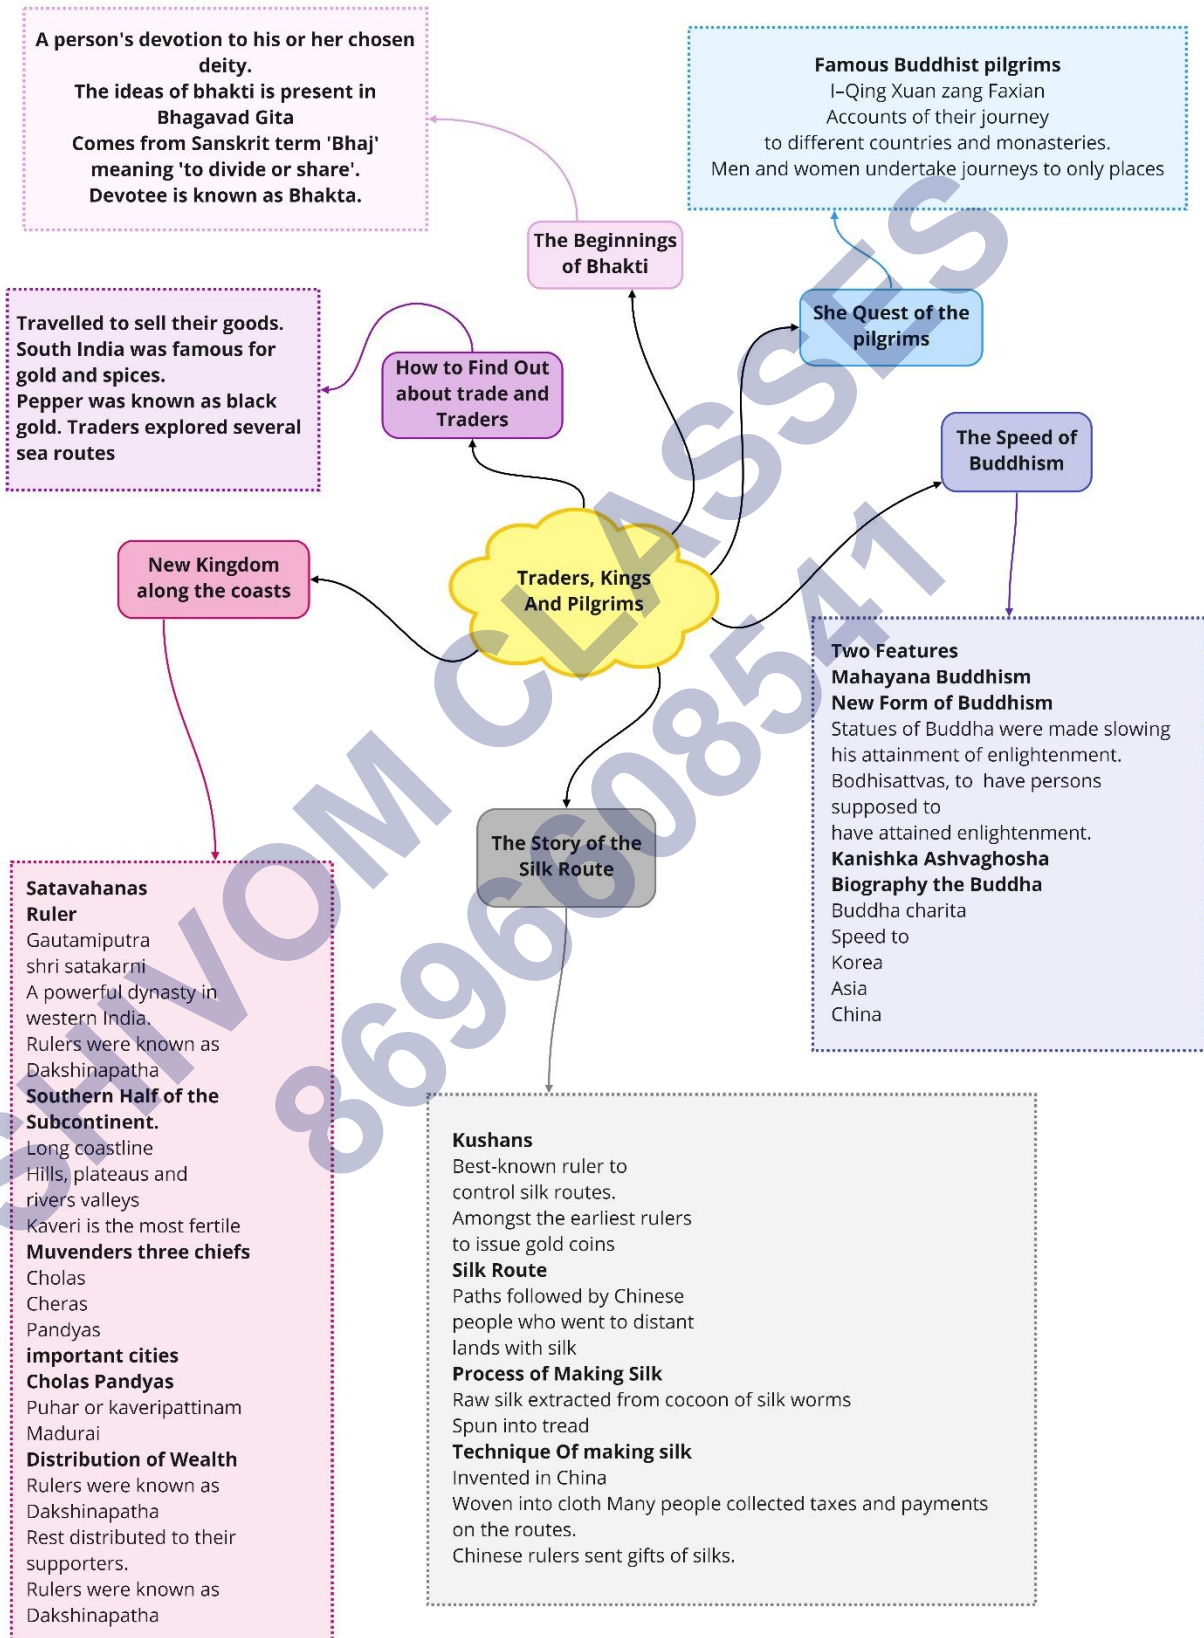 A person's devotion to his or her chosen
deity.
The ideas of bhakti is present in
Bhagavad Gita
Comes from Sanskrit term 'Bhaj'
meaning 'to divide or share'.
Devotee is known as Bhakta.
Famous Buddhist pilgrims
I–Qing Xuan zang Faxian
Accounts of their journey
to different countries and monasteries.
Men and women undertake journeys to only places
The Beginnings
of Bhakti
She Quest of the
pilgrims
Travelled to sell their goods.
South India was famous for
gold and spices.
Pepper was known as black
gold. Traders explored several
sea routes
How to Find Out
about trade and
Traders
The Speed of
Buddhism
New Kingdom
along the coasts
Traders, Kings
And Pilgrims
Two Features
Mahayana Buddhism
New Form of Buddhism
Statues of Buddha were made slowing
his attainment of enlightenment.
Bodhisattvas, to have persons
supposed to
have attained enlightenment.
Kanishka Ashvaghosha
Biography the Buddha
Buddha charita
Speed to
Korea
Asia
China
The Story of the
Silk Route
Satavahanas
Ruler
Gautamiputra
shri satakarni
A powerful dynasty in
western India.
Rulers were known as
Dakshinapatha
Southern Half of the
Subcontinent.
Long coastline
Hills, plateaus and
rivers valleys
Kaveri is the most fertile
Muvenders three chiefs
Cholas
Cheras
Pandyas
important cities
Cholas Pandyas
Puhar or kaveripattinam
Madurai
Distribution of Wealth
Rulers were known as
Dakshinapatha
Rest distributed to their
supporters.
Rulers were known as
Dakshinapatha
Kushans
Best-known ruler to
control silk routes.
Amongst the earliest rulers
to issue gold coins
Silk Route
Paths followed by Chinese
people who went to distant
lands with silk
Process of Making Silk
Raw silk extracted from cocoon of silk worms
Spun into tread
Technique Of making silk
Invented in China
Woven into cloth Many people collected taxes and payments
on the routes.
Chinese rulers sent gifts of silks.
SHIVOM CLASSES
8696608541